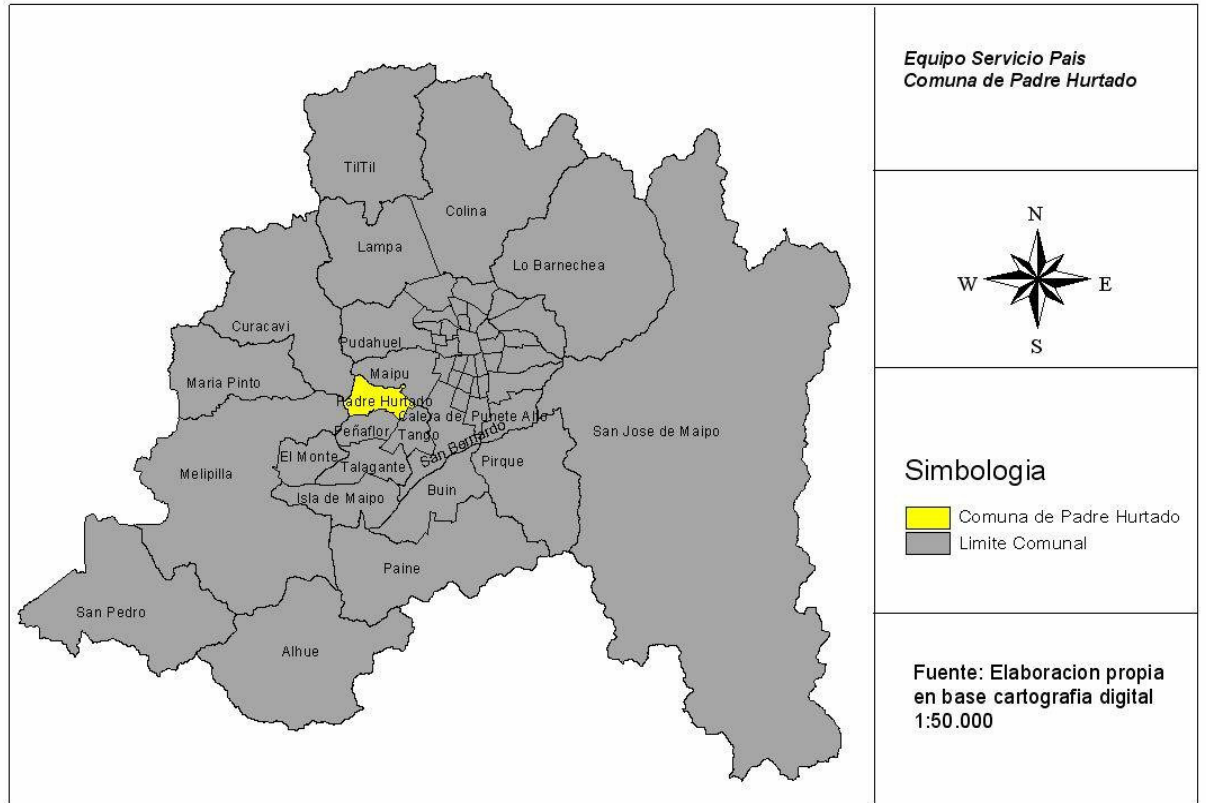 Equipo Servicio Pais
Comuna de Padre Hurtado
N
W
E
S
TilTil
Colina
Lampa
Lo Barnechea
Curacavi
Pudahuel
Maria Pinto
Maipu
Padre Hurtado
Calera de
Tango
Punete Alto
San Jose de Maipo
Peñaflor
San Bernardo
El Monte
Talagante
Pirque
Melipilla
Isla de Maipo
Buin
Paine
San Pedro
Alhue
Simbologia
Comuna de Padre Hurtado
Limite Comunal
Fuente: Elaboracion propia
en base cartografia digital
1:50.000